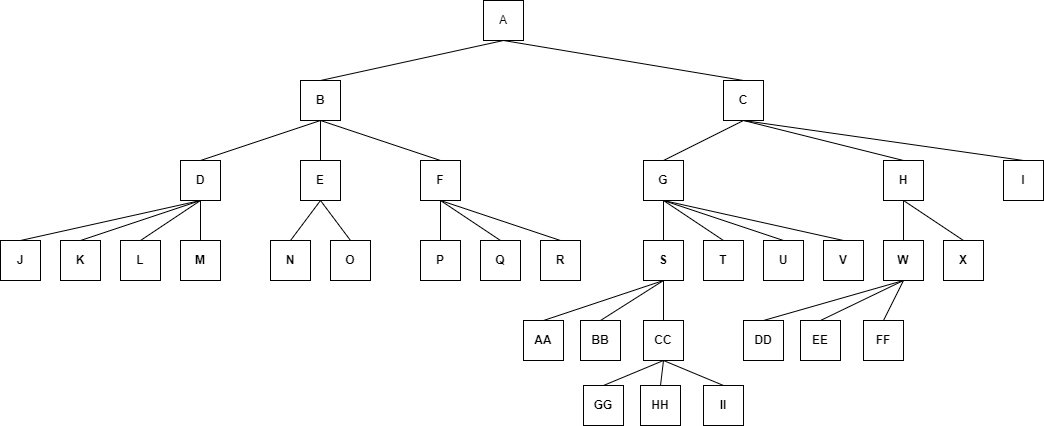 A
B C
D E F G H I
J K L M N O P Q R S T U V W X
AA BB CC DD EE FF
GG HH II